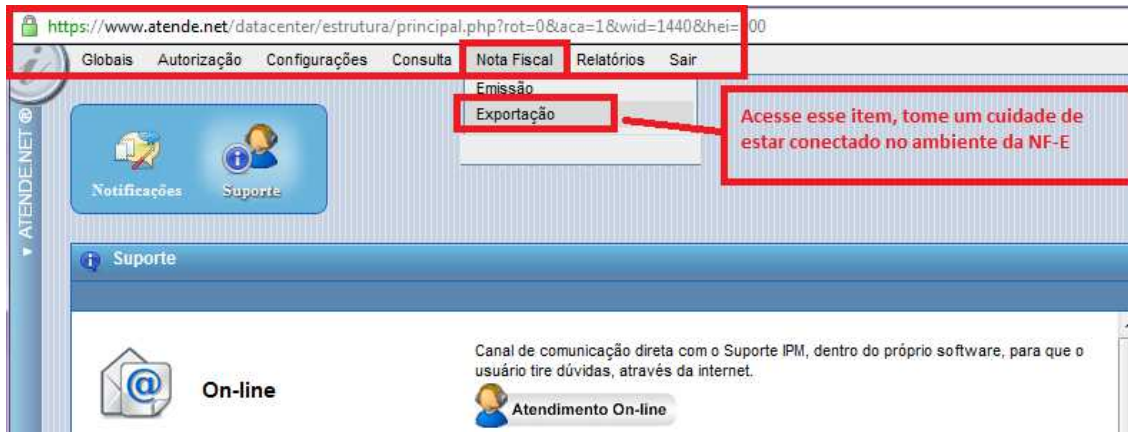 https://www.atende.net/datacenter/estrutura/principal.php?rot=0&aca=1&wid=1440&hei=900
Globais Autorização Configurações Consulta Nota Fiscal Relatórios Sair
Emissão
Exportação
Acesse esse item, tome um cuidade de
estar conectado no ambiente da NF-E
ATENDE.NET ®
Notificações Suporte
Suporte
Canal de comunicação direta com o Suporte IPM, dentro do próprio software, para que o
usuário tire dúvidas, através da internet.
On-line
Atendimento On-line